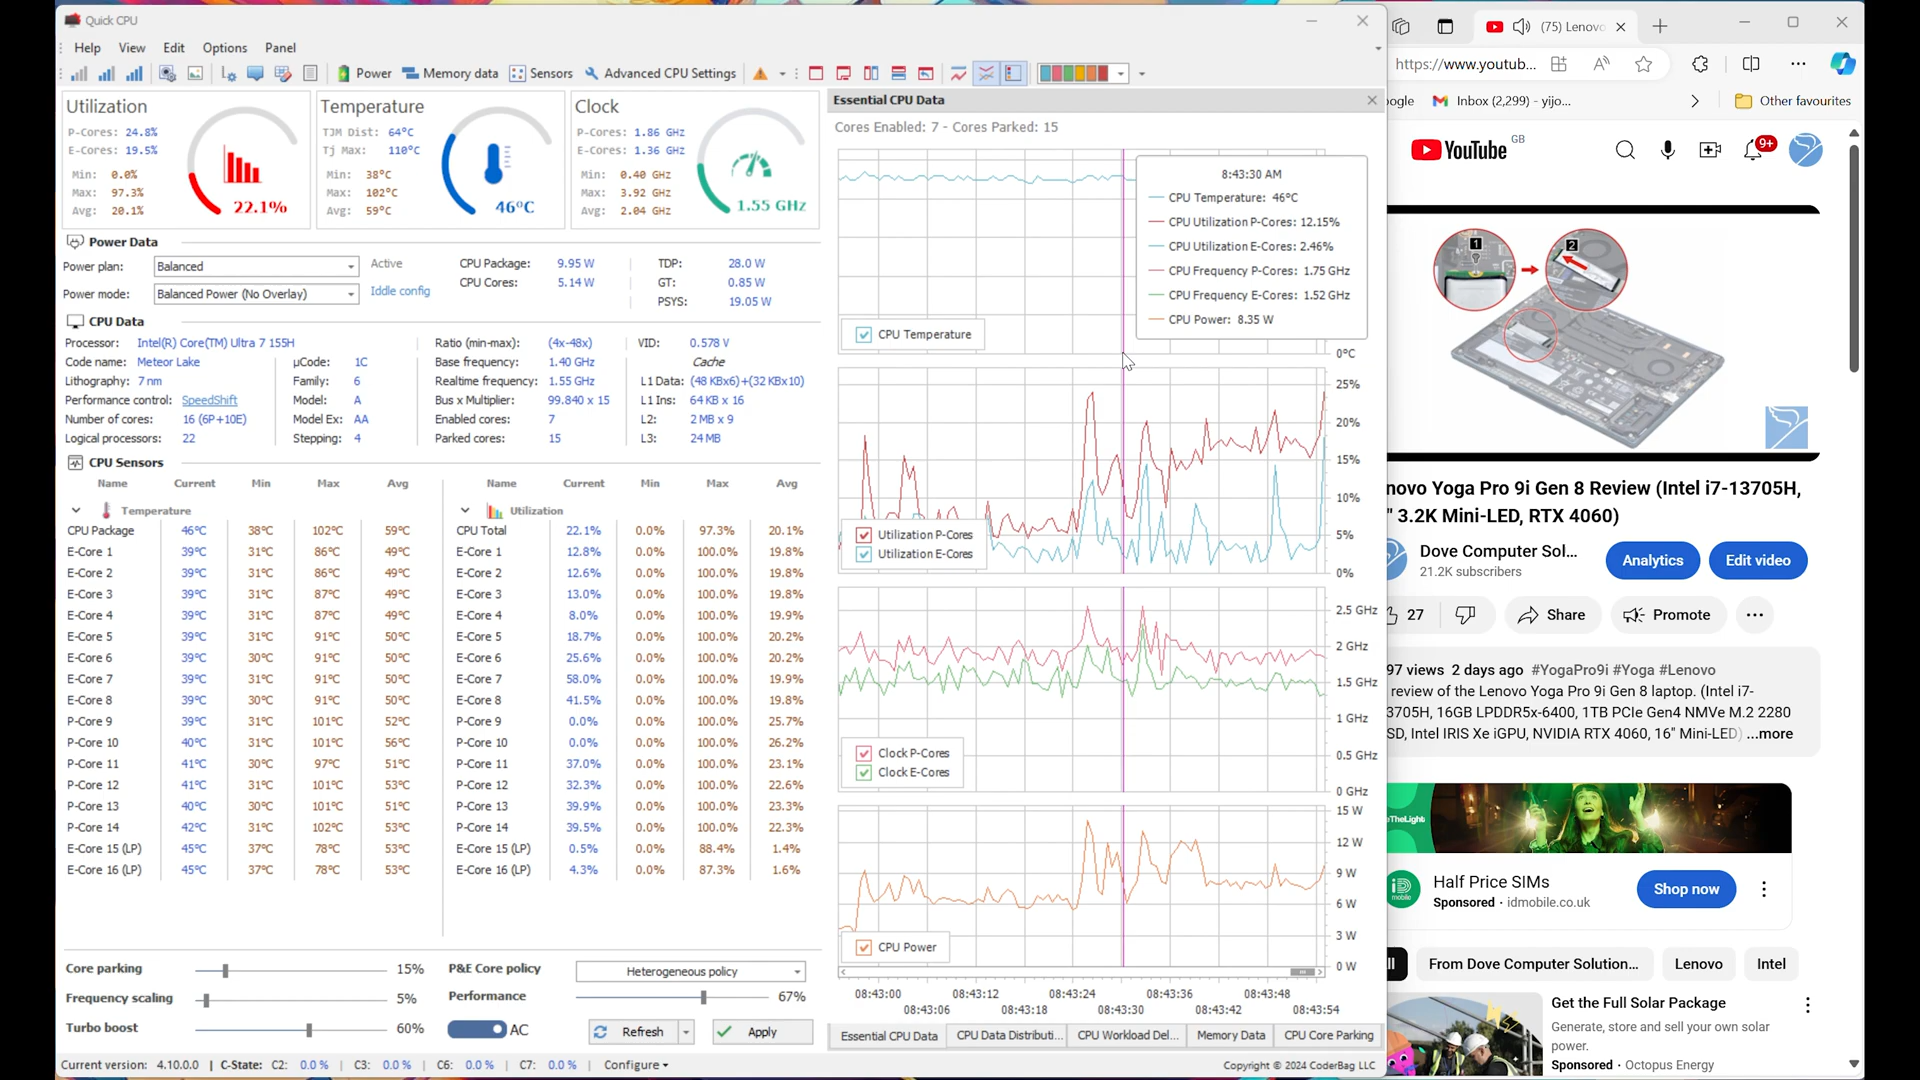 Quick CPU
Help View Edit Options Panel
Power Memory data Sensors Advanced CPU Settings
Utilization
P-Cores: 24.8%
E-Cores: 19.5%
Min: 0.0%
Max: 97.3%
Avg: 20.1%
22.1%
Temperature
TJM Dist: 64°C
Tj Max: 110°C
Min: 38°C
Max: 102°C
Avg: 59°C
46°C
Clock
P-Cores: 1.86 GHz
E-Cores: 1.36 GHz
Min: 0.40 GHz
Max: 3.92 GHz
Avg: 2.04 GHz
1.55 GHz
Power Data
Power plan: Balanced Active
Power mode: Balanced Power (No Overlay) Iddle config
CPU Package: 9.95 W
CPU Cores: 5.14 W
TDP: 28.0 W
GT: 0.85 W
PSYS: 19.05 W
CPU Data
Processor: Intel(R) Core(TM) Ultra 7 155H
Code name: Meteor Lake
Lithography: 7 nm
Performance control: SpeedShift
Number of cores: 16 (6P+10E)
Logical processors: 22
µCode: 1C
Family: 6
Model: A
Model Ex: AA
Stepping: 4
Ratio (min-max): (4x-48x)
Base frequency: 1.40 GHz
Realtime frequency: 1.55 GHz
Bus x Multiplier: 99.840 x 15
Enabled cores: 7
Parked cores: 15
VID: 0.578 V
Cache
L1 Data: (48 KBx6)+(32 KBx10)
L1 Ins: 64 KB x 16
L2: 2 MB x 9
L3: 24 MB
CPU Sensors
Name Current Min Max Avg
Temperature
CPU Package 46°C 38°C 102°C 59°C
E-Core 1 39°C 31°C 86°C 49°C
E-Core 2 39°C 31°C 86°C 49°C
E-Core 3 39°C 31°C 87°C 49°C
E-Core 4 39°C 31°C 87°C 49°C
E-Core 5 39°C 31°C 91°C 50°C
E-Core 6 39°C 30°C 91°C 50°C
E-Core 7 39°C 31°C 91°C 50°C
E-Core 8 39°C 30°C 91°C 50°C
P-Core 9 39°C 31°C 101°C 52°C
P-Core 10 40°C 31°C 101°C 56°C
P-Core 11 41°C 30°C 97°C 51°C
P-Core 12 41°C 31°C 101°C 53°C
P-Core 13 40°C 30°C 101°C 51°C
P-Core 14 42°C 31°C 102°C 53°C
E-Core 15 (LP) 45°C 37°C 78°C 53°C
E-Core 16 (LP) 45°C 37°C 78°C 53°C
Name Current Min Max Avg
Utilization
CPU Total 22.1% 0.0% 97.3% 20.1%
E-Core 1 12.8% 0.0% 100.0% 19.8%
E-Core 2 12.6% 0.0% 100.0% 19.8%
E-Core 3 13.0% 0.0% 100.0% 19.8%
E-Core 4 8.0% 0.0% 100.0% 19.9%
E-Core 5 18.7% 0.0% 100.0% 20.2%
E-Core 6 25.6% 0.0% 100.0% 20.2%
E-Core 7 58.0% 0.0% 100.0% 19.9%
E-Core 8 41.5% 0.0% 100.0% 19.8%
P-Core 9 0.0% 0.0% 100.0% 25.7%
P-Core 10 0.0% 0.0% 100.0% 26.2%
P-Core 11 37.0% 0.0% 100.0% 23.1%
P-Core 12 32.3% 0.0% 100.0% 22.6%
P-Core 13 39.9% 0.0% 100.0% 23.3%
P-Core 14 39.5% 0.0% 100.0% 22.3%
E-Core 15 (LP) 0.5% 0.0% 88.4% 1.4%
E-Core 16 (LP) 4.3% 0.0% 87.3% 1.6%
Core parking 15%
Frequency scaling 5%
Turbo boost 60%
P&E Core policy Heterogeneous policy
Performance 67%
AC Refresh Apply
Current version: 4.10.0.0 | C-State: C2: 0.0 % | C3: 0.0 % | C6: 0.0 % | C7: 0.0 % | Configure
Copyright © 2024 CoderBag LLC
Essential CPU Data
Cores Enabled: 7 - Cores Parked: 15
8:43:30 AM
CPU Temperature: 46°C
CPU Utilization P-Cores: 12.15%
CPU Utilization E-Cores: 2.46%
CPU Frequency P-Cores: 1.75 GHz
CPU Frequency E-Cores: 1.52 GHz
CPU Power: 8.35 W
CPU Temperature
0°C
25%
20%
15%
10%
5%
0%
Utilization P-Cores
Utilization E-Cores
2.5 GHz
2 GHz
1.5 GHz
1 GHz
0.5 GHz
0 GHz
Clock P-Cores
Clock E-Cores
15 W
12 W
9 W
6 W
3 W
0 W
CPU Power
08:43:00 08:43:12 08:43:24 08:43:36 08:43:48
08:43:06 08:43:18 08:43:30 08:43:42 08:43:54
Essential CPU Data CPU Data Distributi... CPU Workload Del... Memory Data CPU Core Parking
(75) Lenovo
https://www.youtub...
ogle Inbox (2,299) - yijo... Other favourites
YouTube GB
9+
1
2
novo Yoga Pro 9i Gen 8 Review (Intel i7-13705H,
" 3.2K Mini-LED, RTX 4060)
Dove Computer Sol...
21.2K subscribers
Analytics Edit video
27 Share Promote
97 views 2 days ago #YogaPro9i #Yoga #Lenovo
review of the Lenovo Yoga Pro 9i Gen 8 laptop. (Intel i7-
3705H, 16GB LPDDR5x-6400, 1TB PCIe Gen4 NMVe M.2 2280
SD, Intel IRIS Xe iGPU, NVIDIA RTX 4060, 16" Mini-LED) ...more
eTheLight
iD mobile
Half Price SIMs
Sponsored · idmobile.co.uk
Shop now
ll From Dove Computer Solution... Lenovo Intel
Get the Full Solar Package
Generate, store and sell your own solar
power.
Sponsored · Octopus Energy